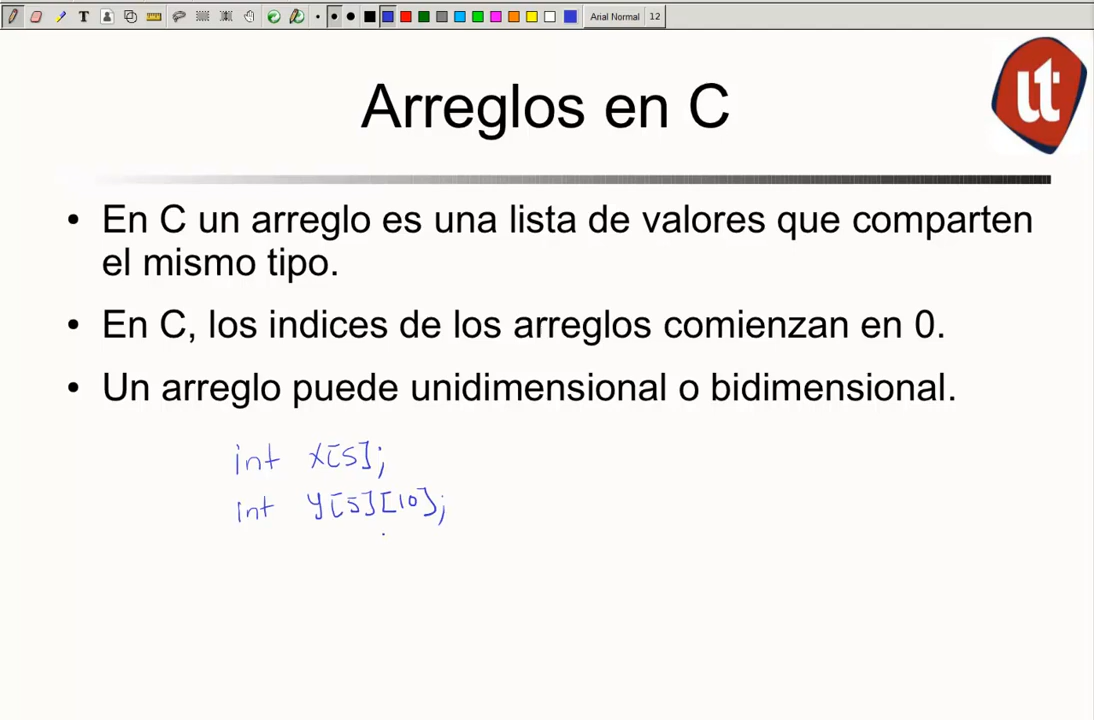 T
Arial Normal 12
ut
Arreglos en C
• En C un arreglo es una lista de valores que comparten
el mismo tipo.
• En C, los indices de los arreglos comienzan en 0.
• Un arreglo puede unidimensional o bidimensional.
int x[5];
int y[5][10];